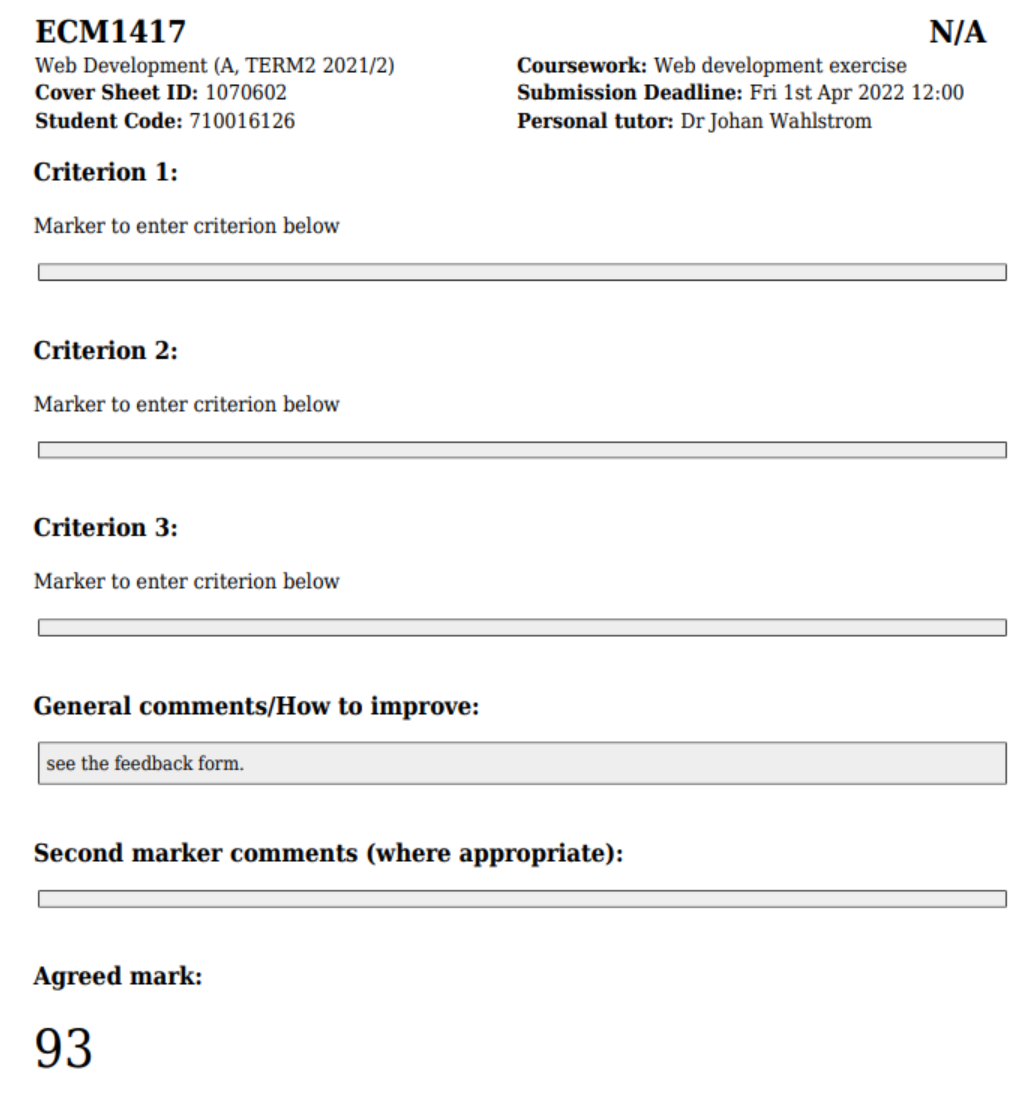 ECM1417 N/A
Web Development (A, TERM2 2021/2) Coursework: Web development exercise
Cover Sheet ID: 1070602 Submission Deadline: Fri 1st Apr 2022 12:00
Student Code: 710016126 Personal tutor: Dr Johan Wahlstrom
Criterion 1:
Marker to enter criterion below
Criterion 2:
Marker to enter criterion below
Criterion 3:
Marker to enter criterion below
General comments/How to improve:
see the feedback form.
Second marker comments (where appropriate):
Agreed mark:
93